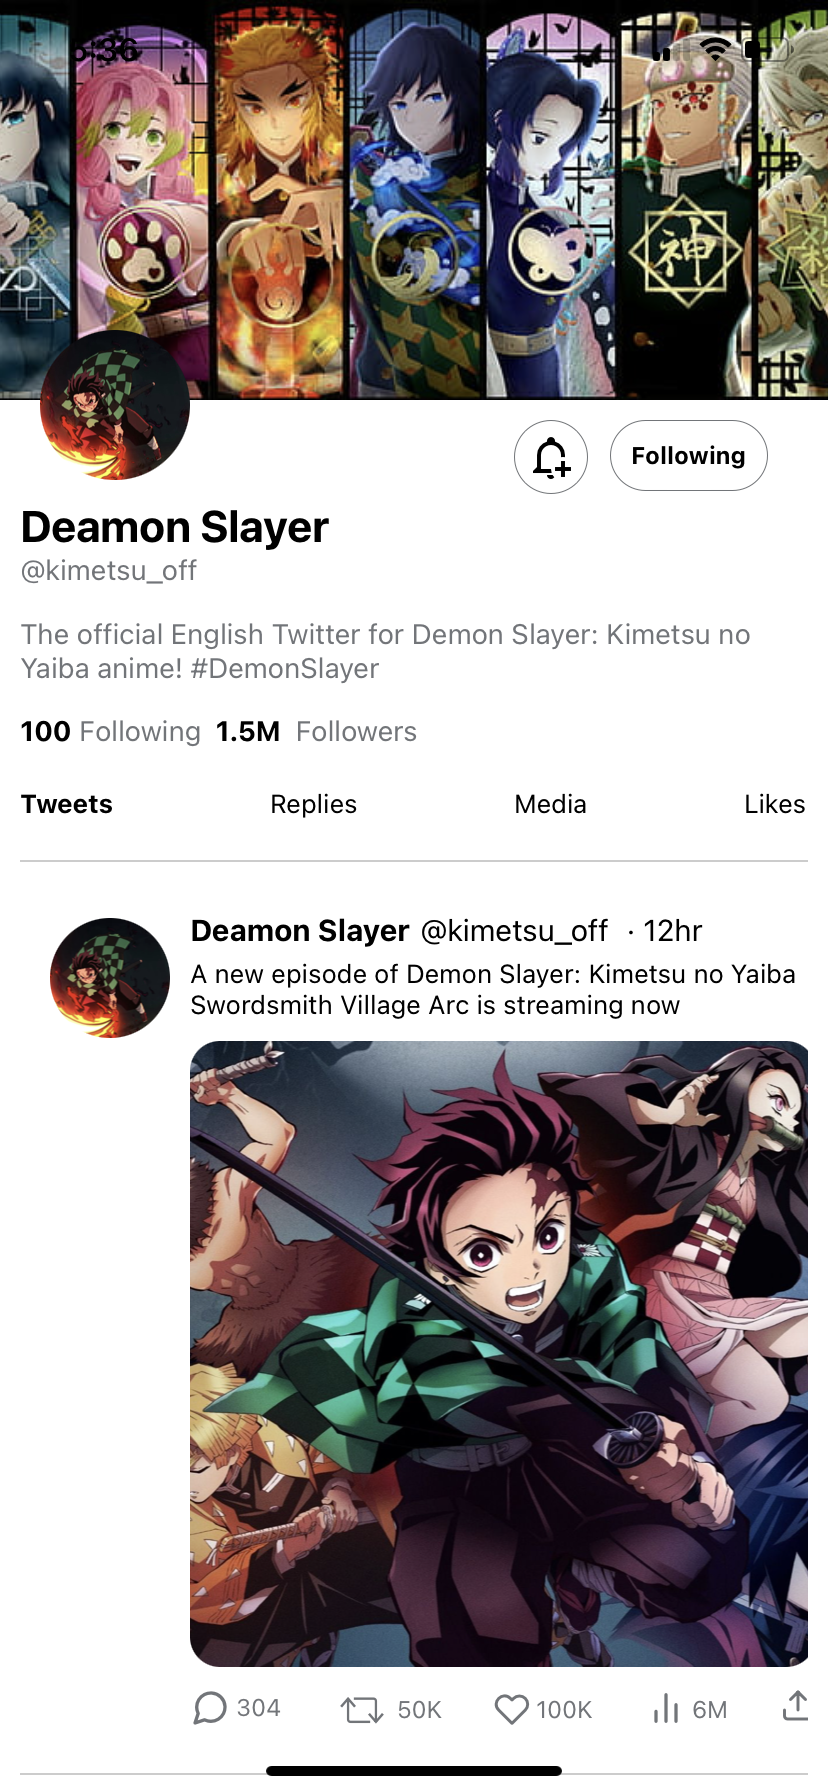 5:36
神
Following
Deamon Slayer
@kimetsu_off
The official English Twitter for Demon Slayer: Kimetsu no
Yaiba anime! #DemonSlayer
100 Following 1.5M Followers
Tweets Replies Media Likes
Deamon Slayer @kimetsu_off · 12hr
A new episode of Demon Slayer: Kimetsu no Yaiba
Swordsmith Village Arc is streaming now
304 50K 100K 6M